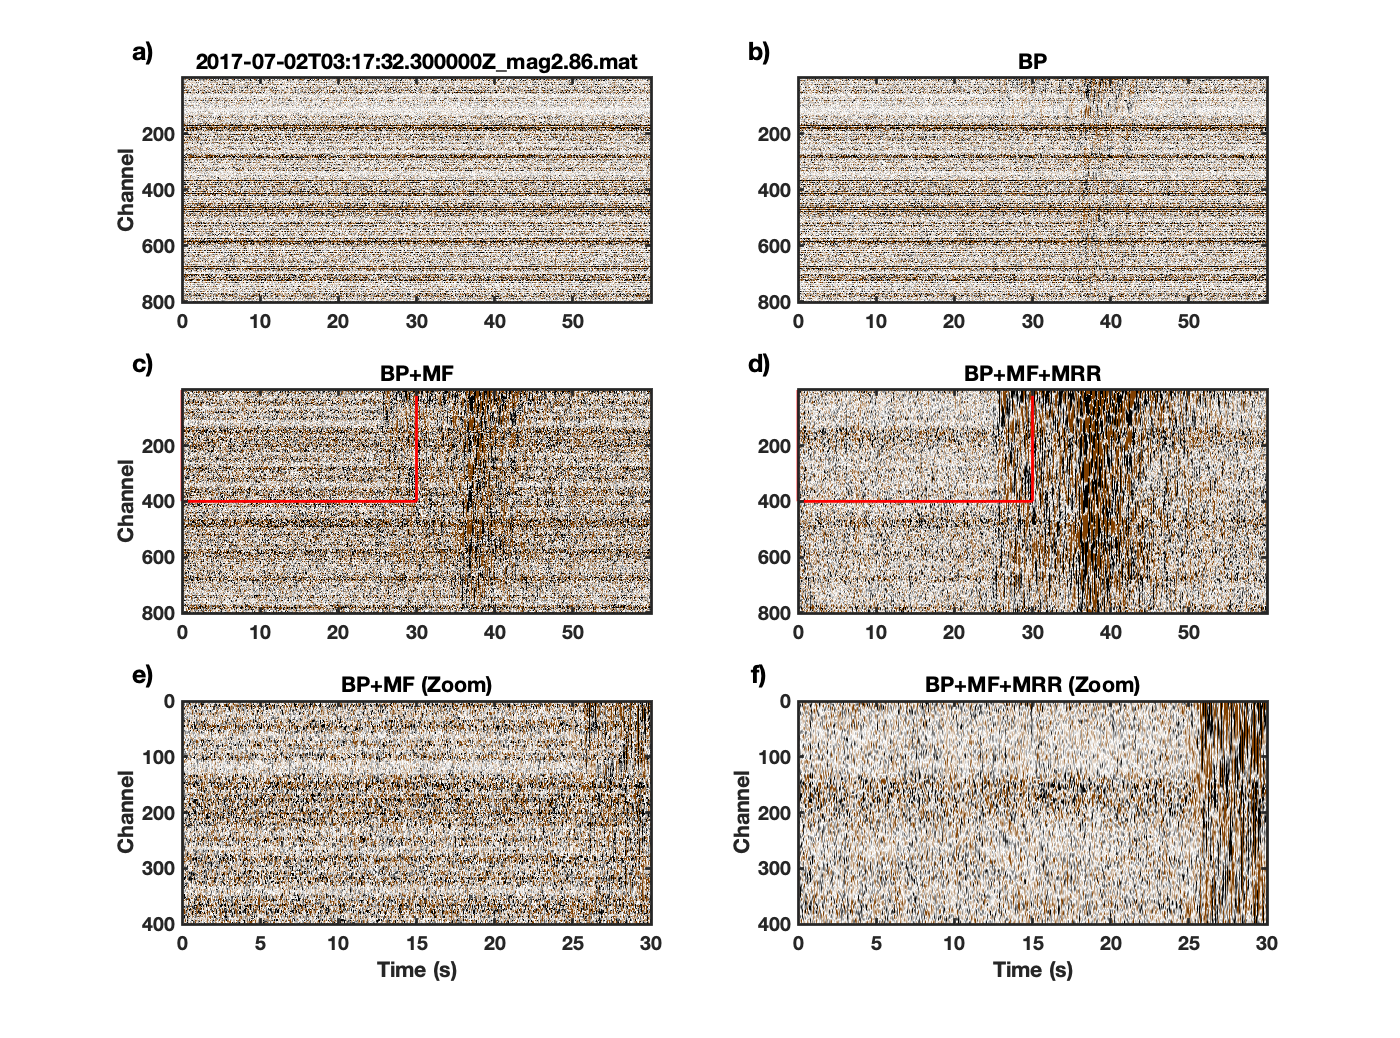 a)
2017-07-02T03:17:32.300000Z_mag2.86.mat
Channel
200
400
600
800
0 10 20 30 40 50
b)
BP
200
400
600
800
0 10 20 30 40 50
c)
BP+MF
Channel
200
400
600
800
0 10 20 30 40 50
d)
BP+MF+MRR
200
400
600
800
0 10 20 30 40 50
e)
BP+MF (Zoom)
Channel
0
100
200
300
400
0 5 10 15 20 25 30
Time (s)
f)
BP+MF+MRR (Zoom)
Channel
0
100
200
300
400
0 5 10 15 20 25 30
Time (s)